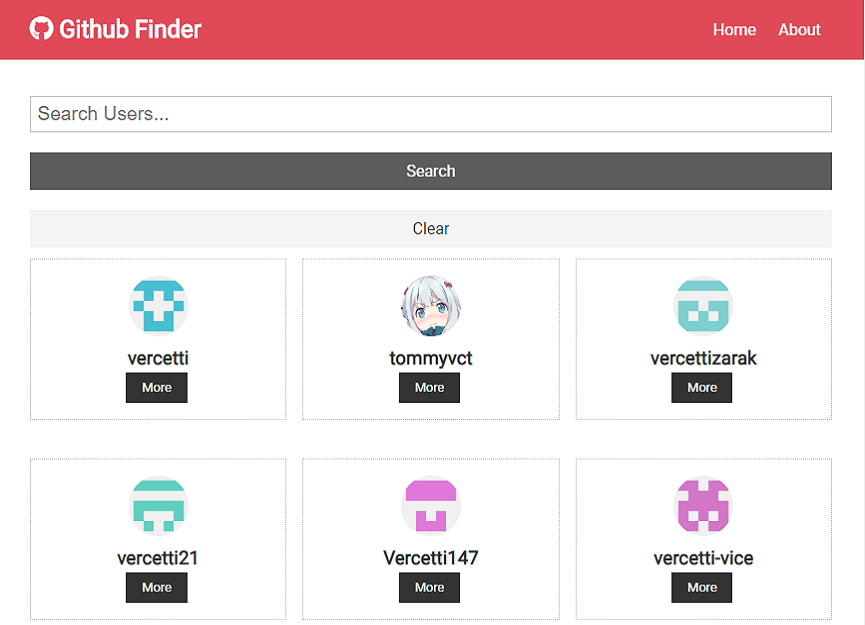 Github Finder Home About
Search Users...
Search
Clear
vercetti tommyvct vercettizarak
More More More
vercetti21 Vercetti147 vercetti-vice
More More More